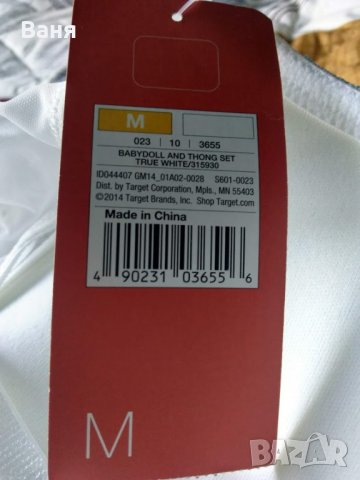 Ваня
M
023 | 10 | 3655
BABYDOLL AND THONG SET
TRUE WHITE/315930
ID044407 GM14_01A02-0028 S601-0023
Dist. by Target Corporation, Mpls., MN 55403
©2014 Target Brands, Inc. Shop Target.com
Made in China
4 90231 03655 6
M
BAZAR